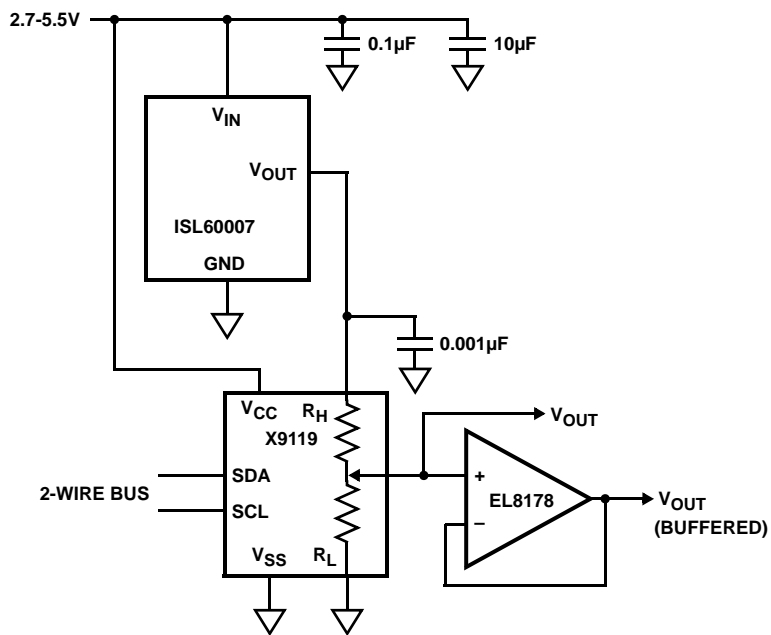 2.7-5.5V
0.1µF
10µF
VIN
VOUT
ISL60007
GND
0.001µF
VCC
RH
X9119
VOUT
2-WIRE BUS
SDA
SCL
+
EL8178
–
VOUT
(BUFFERED)
VSS
RL